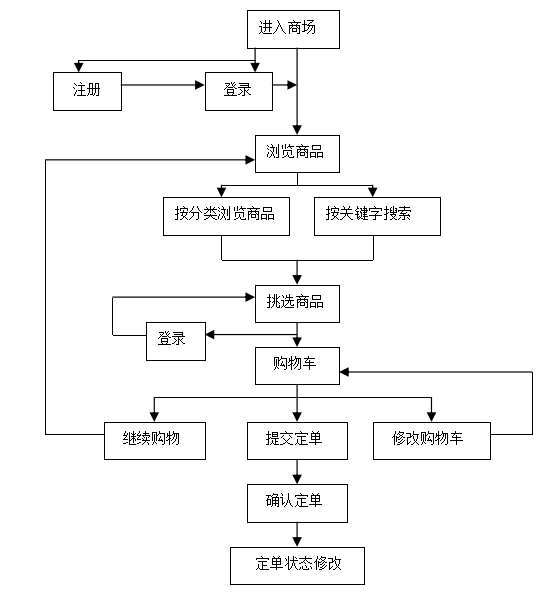 进入商场
注册
登录
浏览商品
按分类浏览商品
按关键字搜索
挑选商品
登录
购物车
继续购物
提交定单
修改购物车
确认定单
定单状态修改